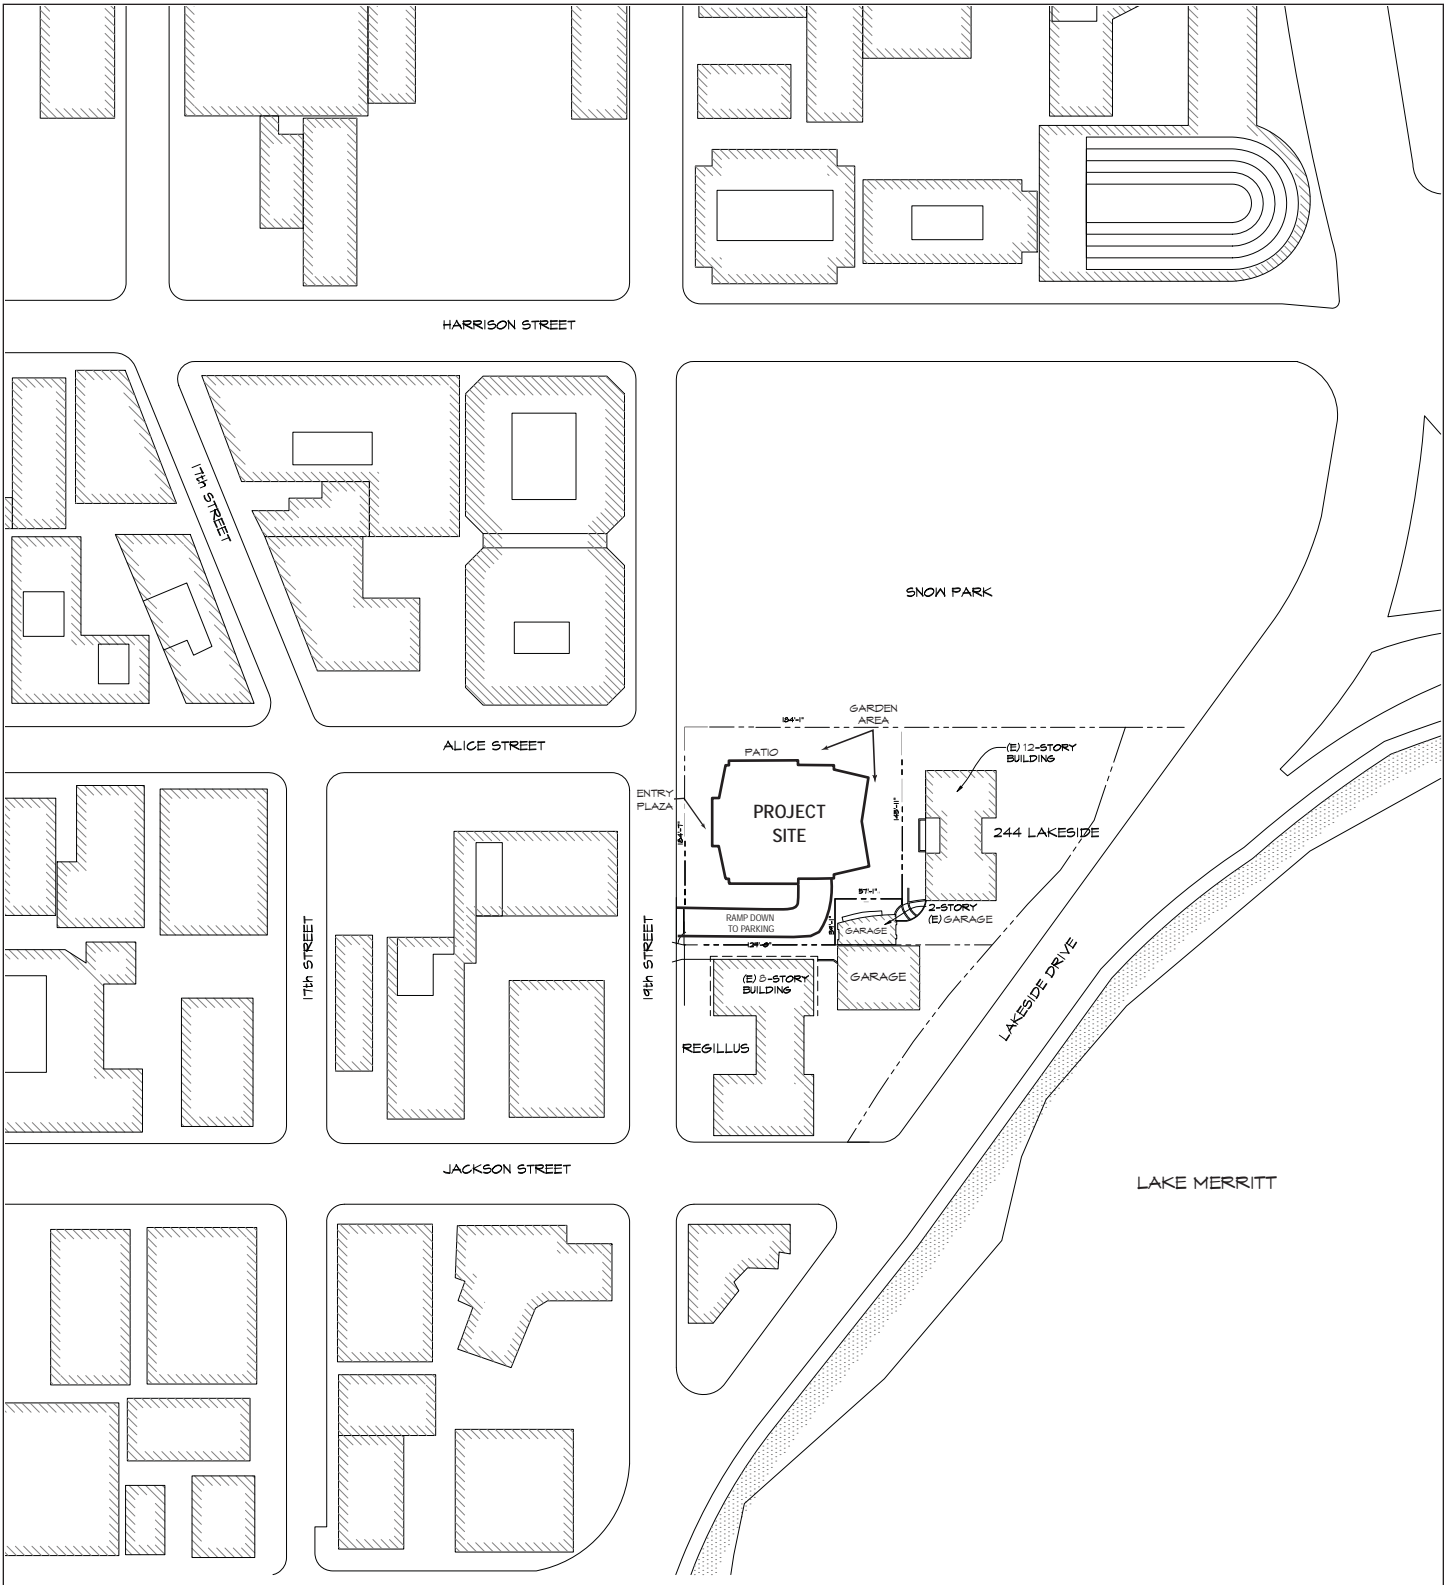 HARRISON STREET
17th STREET
SNOW PARK
GARDEN
AREA
184'-1"
ALICE STREET
PATIO
(E) 12-STORY
BUILDING
ENTRY
PLAZA
PROJECT
SITE
244 LAKESIDE
57'-1"
2-STORY
(E) GARAGE
RAMP DOWN
TO PARKING
GARAGE
17th STREET
19th STREET
(E) 8-STORY
BUILDING
GARAGE
LAKESIDE DRIVE
REGILLUS
JACKSON STREET
LAKE MERRITT